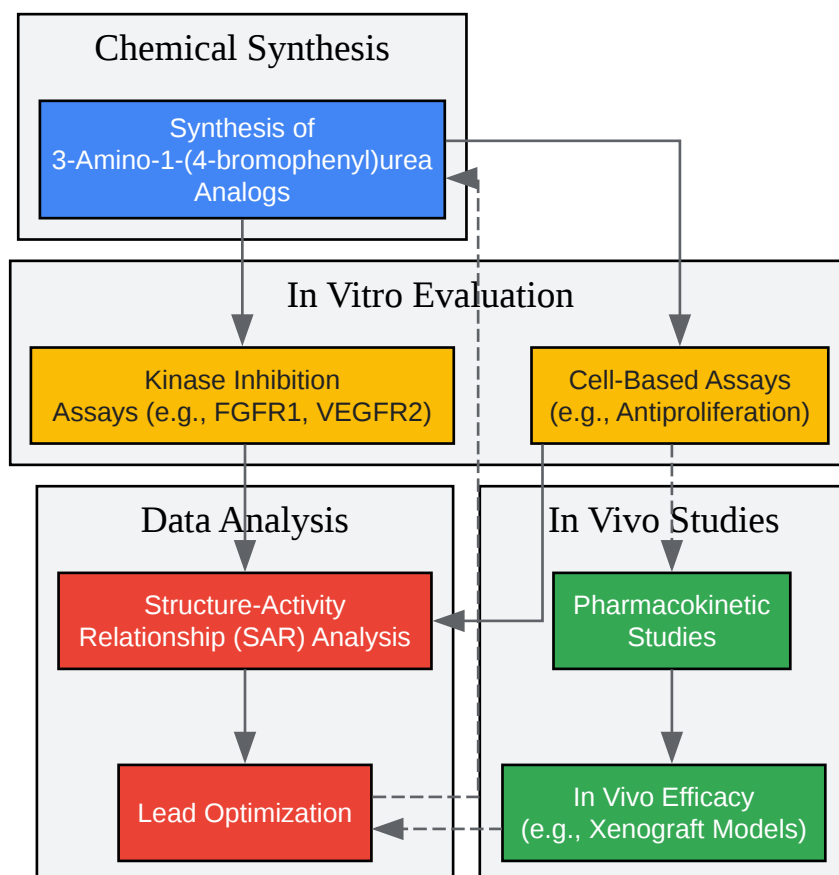 Chemical Synthesis
Synthesis of
3-Amino-1-(4-bromophenyl)urea
Analogs
In Vitro Evaluation
Kinase Inhibition
Assays (e.g., FGFR1, VEGFR2)
Cell-Based Assays
(e.g., Antiproliferation)
Data Analysis
Structure-Activity
Relationship (SAR) Analysis
Lead Optimization
In Vivo Studies
Pharmacokinetic
Studies
In Vivo Efficacy
(e.g., Xenograft Models)